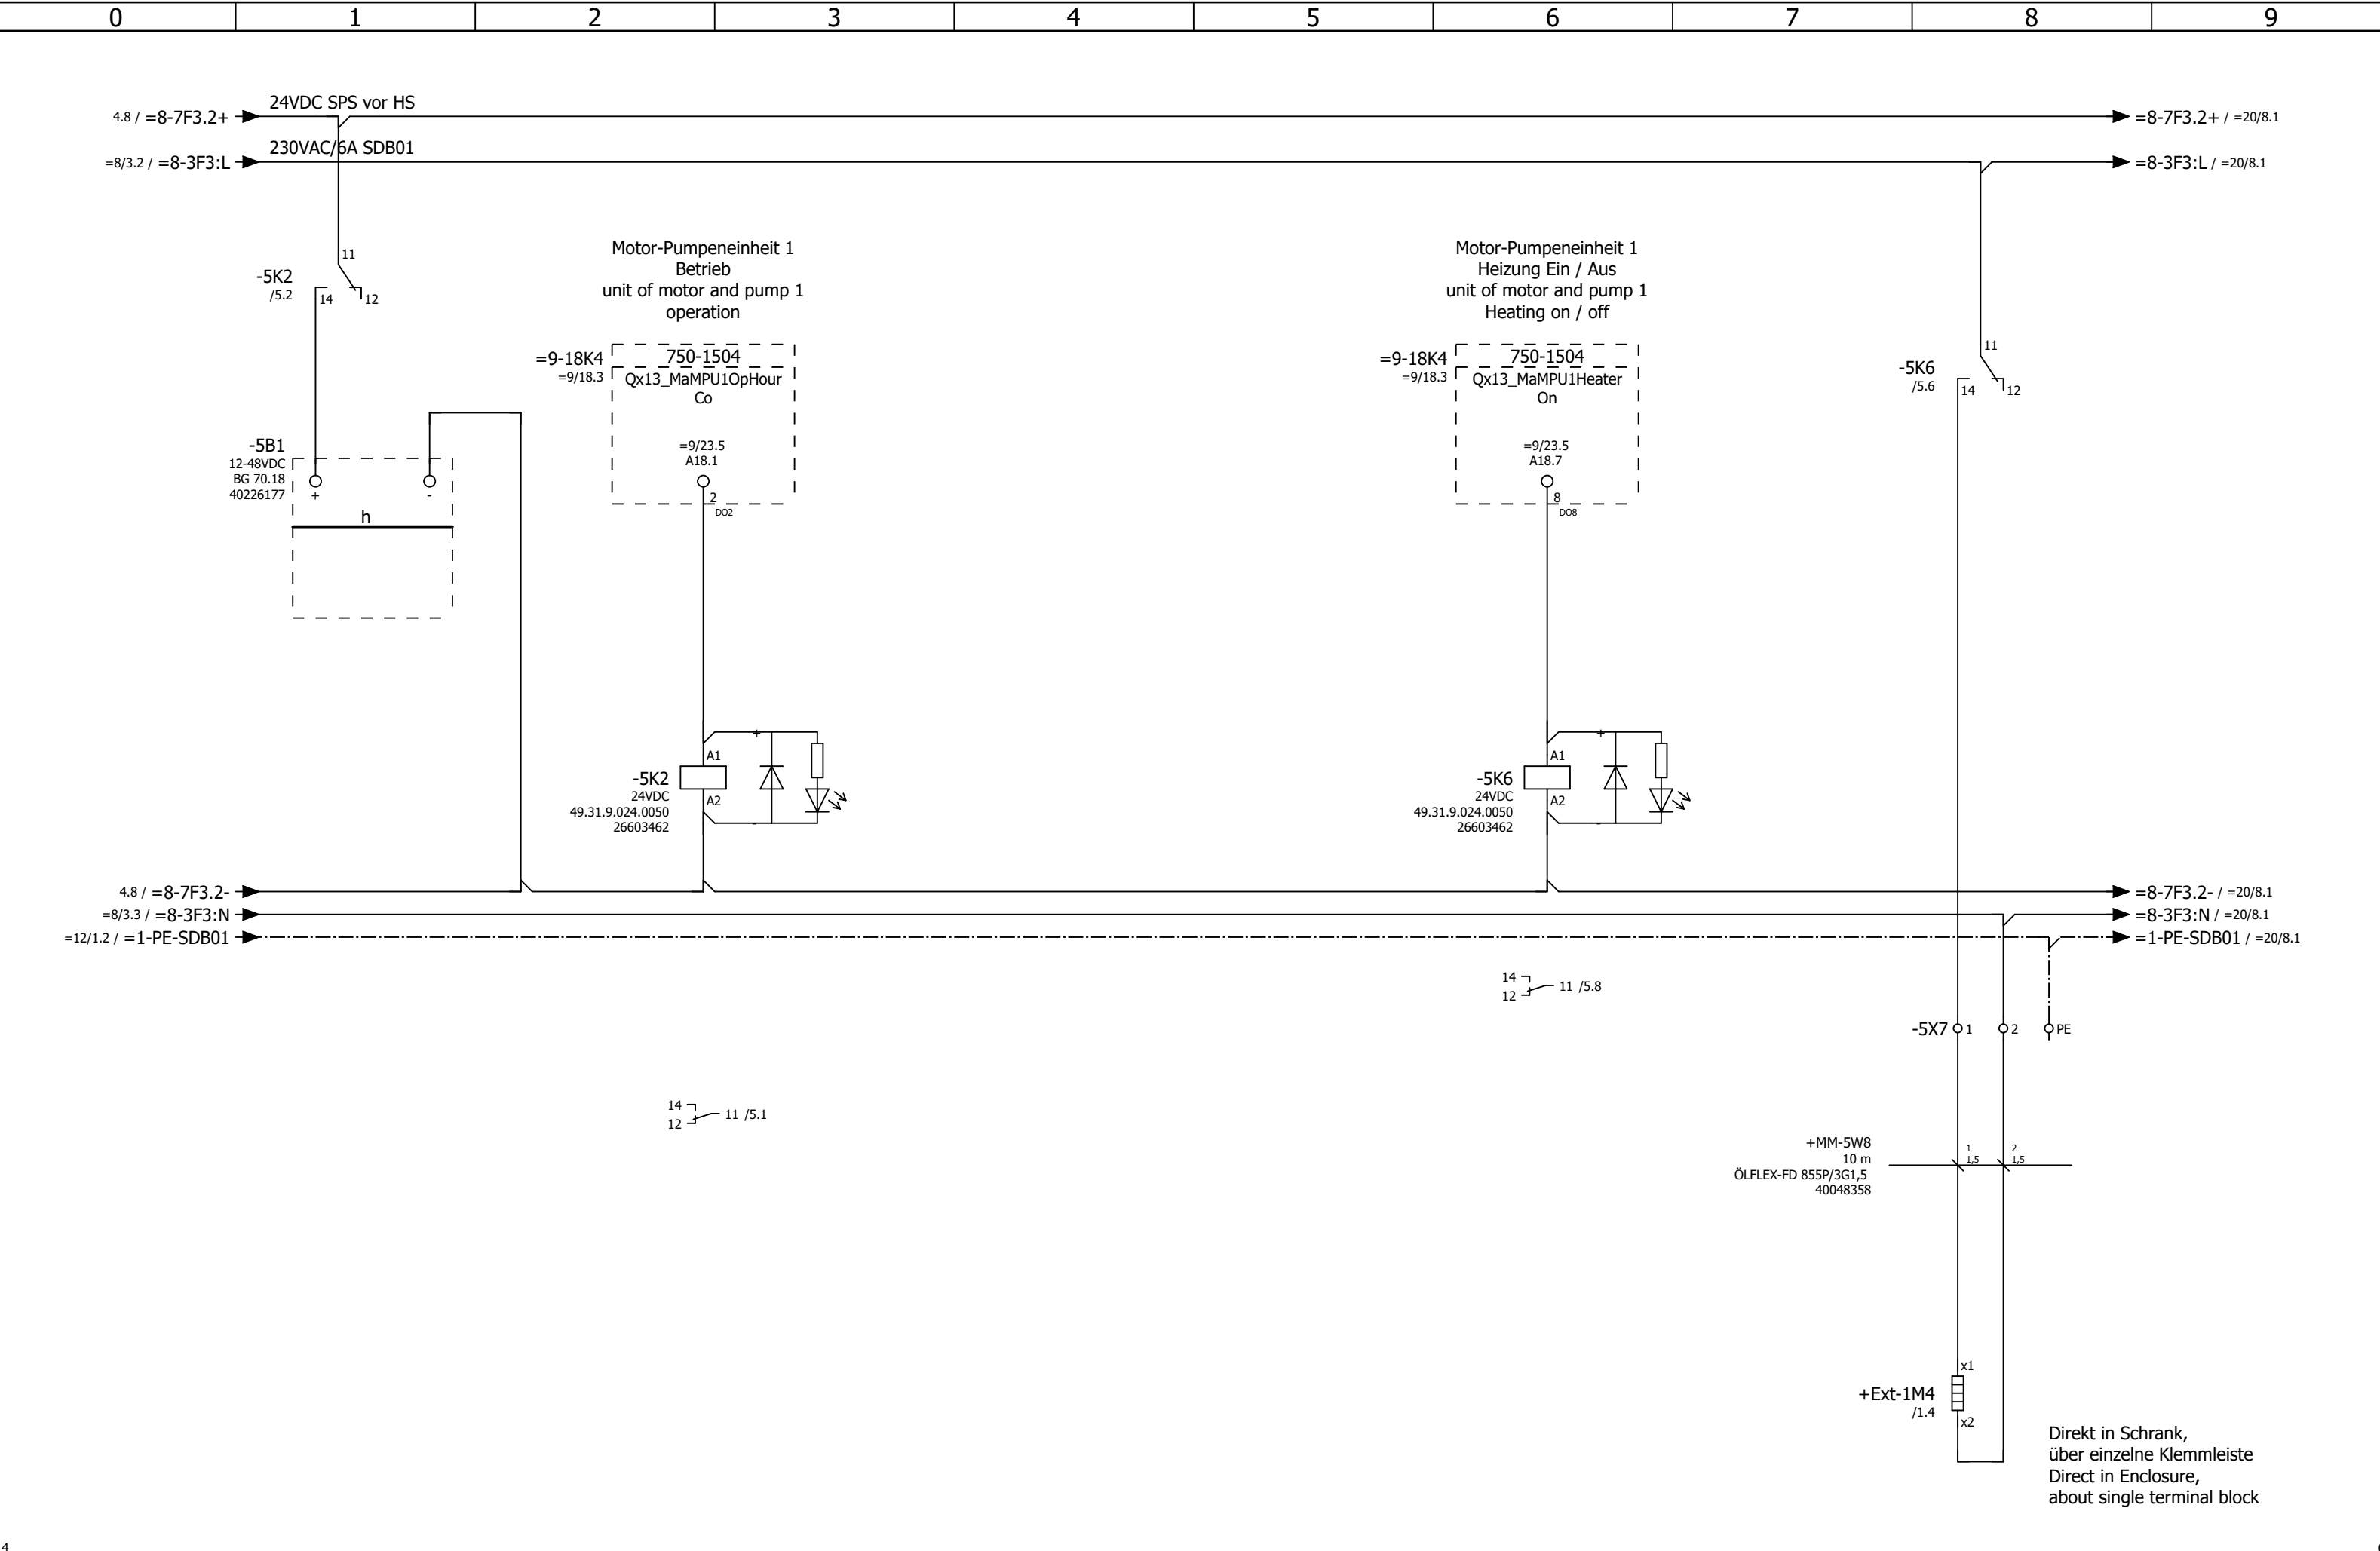 0 1 2 3 4 5 6 7 8 9
24VDC SPS vor HS
4.8 / =8-7F3.2+
=8-7F3.2+ / =20/8.1
230VAC/6A SDB01
=8/3.2 / =8-3F3:L
=8-3F3:L / =20/8.1
11
-5K2
/5.2
14
12
Motor-Pumpeneinheit 1
Betrieb
unit of motor and pump 1
operation
Motor-Pumpeneinheit 1
Heizung Ein / Aus
unit of motor and pump 1
Heating on / off
=9-18K4
=9/18.3
750-1504
Qx13_MaMPU1OpHour
Co
=9/23.5
A18.1
2
DO2
=9-18K4
=9/18.3
750-1504
Qx13_MaMPU1Heater
On
=9/23.5
A18.7
8
DO8
11
-5K6
/5.6
14
12
-5B1
12-48VDC
BG 70.18
40226177
+
-
h
+
A1
-5K2
24VDC
49.31.9.024.0050
26603462
A2
-
+
A1
-5K6
24VDC
49.31.9.024.0050
26603462
A2
-
4.8 / =8-7F3.2-
=8-7F3.2- / =20/8.1
=8/3.3 / =8-3F3:N
=8-3F3:N / =20/8.1
=12/1.2 / =1-PE-SDB01
=1-PE-SDB01 / =20/8.1
14
12
11 /5.8
-5X7
1
2
PE
14
12
11 /5.1
+MM-5W8
10 m
ÖLFLEX-FD 855P/3G1,5
40048358
1
1,5
2
1,5
x1
+Ext-1M4
/1.4
x2
Direkt in Schrank,
über einzelne Klemmleiste
Direct in Enclosure,
about single terminal block
4